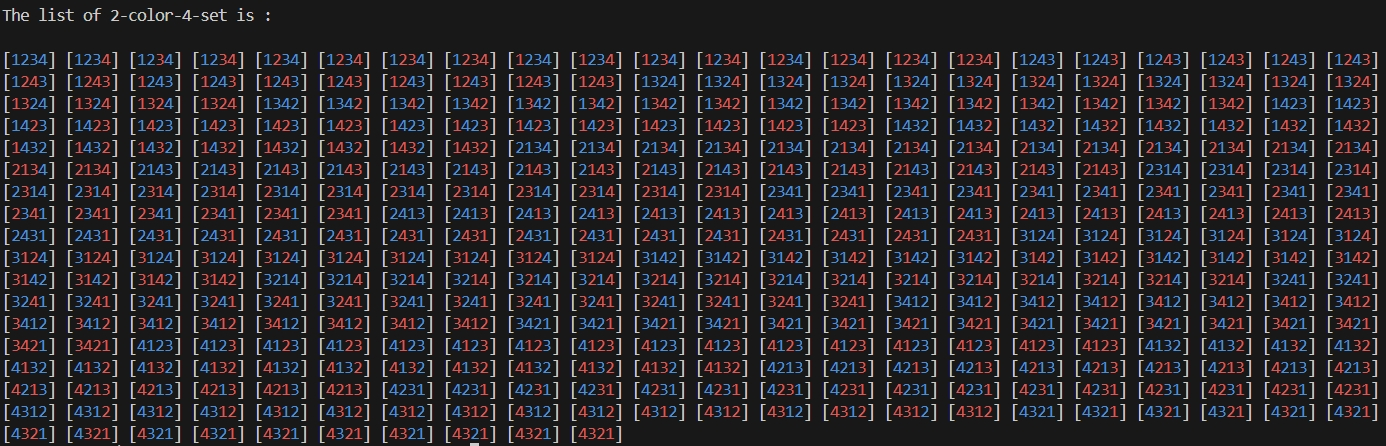 The list of 2-color-4-set is :
[1234] [1234] [1234] [1234] [1234] [1234] [1234] [1234] [1234] [1234] [1234] [1234] [1234] [1234] [1234] [1234] [1243] [1243] [1243] [1243] [1243] [1243]
[1243] [1243] [1243] [1243] [1243] [1243] [1243] [1243] [1243] [1243] [1324] [1324] [1324] [1324] [1324] [1324] [1324] [1324] [1324] [1324] [1324] [1324]
[1324] [1324] [1324] [1324] [1342] [1342] [1342] [1342] [1342] [1342] [1342] [1342] [1342] [1342] [1342] [1342] [1342] [1342] [1342] [1342] [1423] [1423]
[1423] [1423] [1423] [1423] [1423] [1423] [1423] [1423] [1423] [1423] [1423] [1423] [1423] [1423] [1432] [1432] [1432] [1432] [1432] [1432] [1432] [1432]
[1432] [1432] [1432] [1432] [1432] [1432] [1432] [1432] [2134] [2134] [2134] [2134] [2134] [2134] [2134] [2134] [2134] [2134] [2134] [2134] [2134] [2134]
[2134] [2134] [2143] [2143] [2143] [2143] [2143] [2143] [2143] [2143] [2143] [2143] [2143] [2143] [2143] [2143] [2143] [2143] [2314] [2314] [2314] [2314]
[2314] [2314] [2314] [2314] [2314] [2314] [2314] [2314] [2314] [2314] [2314] [2314] [2341] [2341] [2341] [2341] [2341] [2341] [2341] [2341] [2341] [2341]
[2341] [2341] [2341] [2341] [2341] [2341] [2413] [2413] [2413] [2413] [2413] [2413] [2413] [2413] [2413] [2413] [2413] [2413] [2413] [2413] [2413] [2413]
[2431] [2431] [2431] [2431] [2431] [2431] [2431] [2431] [2431] [2431] [2431] [2431] [2431] [2431] [2431] [2431] [3124] [3124] [3124] [3124] [3124] [3124]
[3124] [3124] [3124] [3124] [3124] [3124] [3124] [3124] [3124] [3124] [3142] [3142] [3142] [3142] [3142] [3142] [3142] [3142] [3142] [3142] [3142] [3142]
[3142] [3142] [3142] [3142] [3214] [3214] [3214] [3214] [3214] [3214] [3214] [3214] [3214] [3214] [3214] [3214] [3214] [3214] [3214] [3214] [3241] [3241]
[3241] [3241] [3241] [3241] [3241] [3241] [3241] [3241] [3241] [3241] [3241] [3241] [3241] [3241] [3412] [3412] [3412] [3412] [3412] [3412] [3412] [3412]
[3412] [3412] [3412] [3412] [3412] [3412] [3412] [3412] [3421] [3421] [3421] [3421] [3421] [3421] [3421] [3421] [3421] [3421] [3421] [3421] [3421] [3421]
[3421] [3421] [4123] [4123] [4123] [4123] [4123] [4123] [4123] [4123] [4123] [4123] [4123] [4123] [4123] [4123] [4123] [4123] [4132] [4132] [4132] [4132]
[4132] [4132] [4132] [4132] [4132] [4132] [4132] [4132] [4132] [4132] [4132] [4132] [4213] [4213] [4213] [4213] [4213] [4213] [4213] [4213] [4213] [4213]
[4213] [4213] [4213] [4213] [4213] [4213] [4231] [4231] [4231] [4231] [4231] [4231] [4231] [4231] [4231] [4231] [4231] [4231] [4231] [4231] [4231] [4231]
[4312] [4312] [4312] [4312] [4312] [4312] [4312] [4312] [4312] [4312] [4312] [4312] [4312] [4312] [4312] [4312] [4321] [4321] [4321] [4321] [4321] [4321]
[4321] [4321] [4321] [4321] [4321] [4321] [4321] [4321] [4321] [4321]